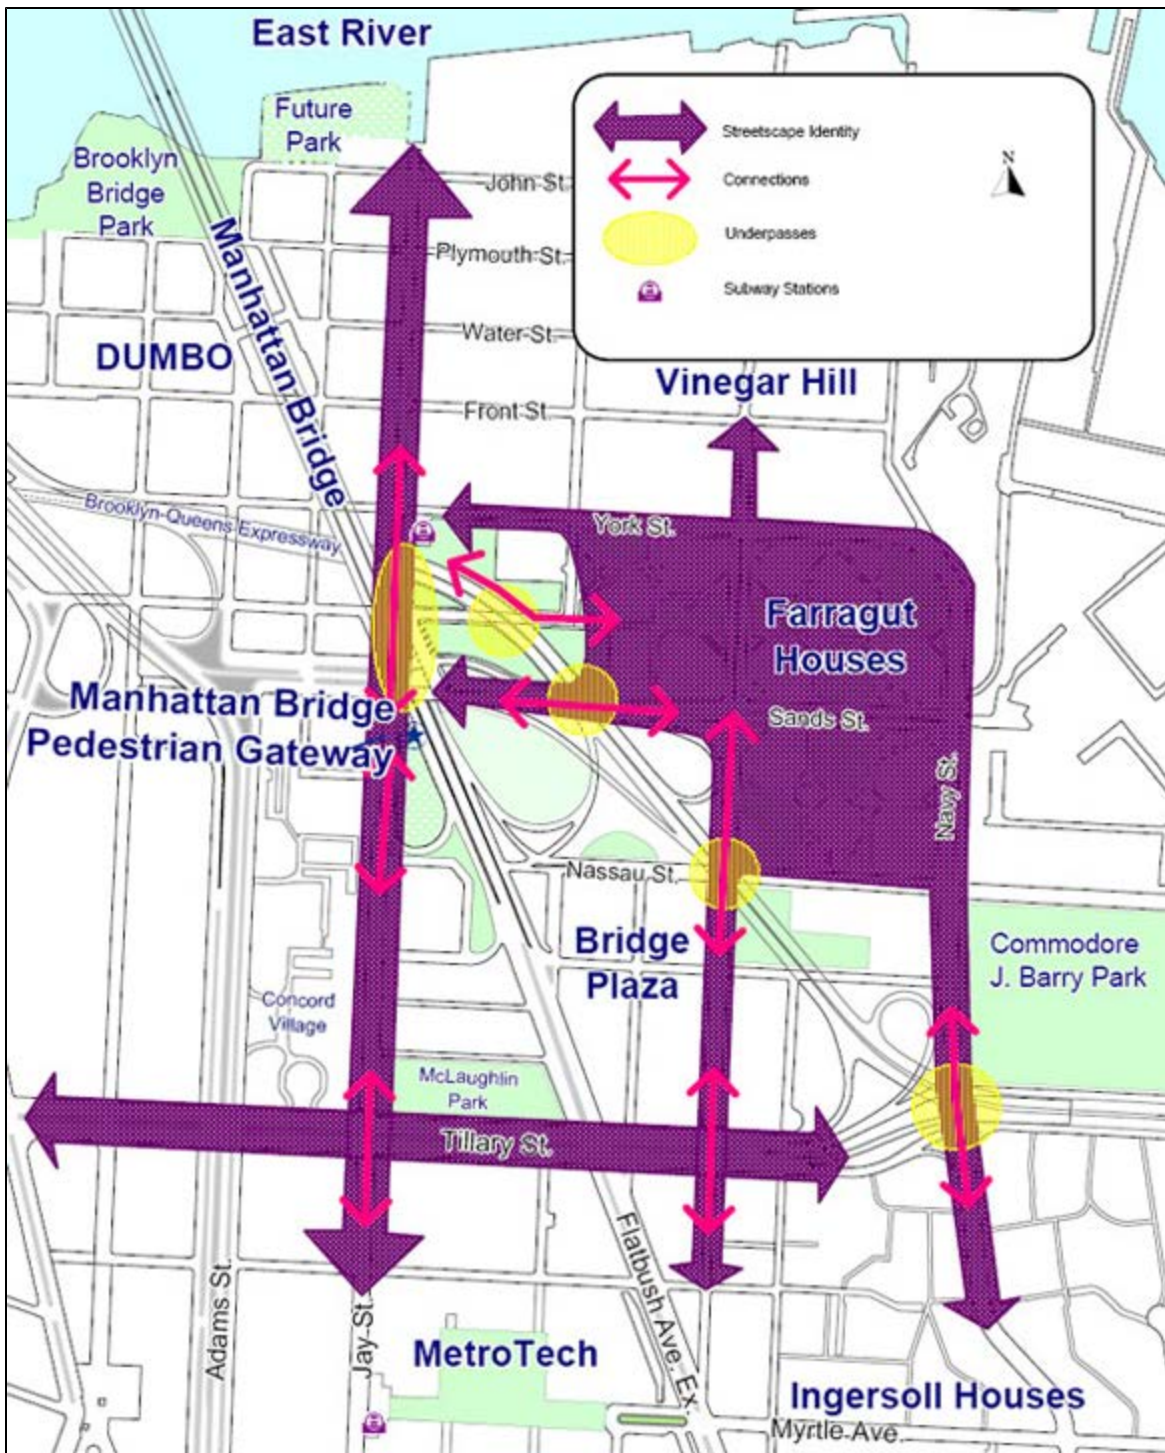 East River
Future
Park
Brooklyn
Bridge
Park
Streetscape Identity
Connections
Underpasses
Subway Stations
N
John St.
Plymouth St.
Water St.
Front St.
Manhattan Bridge
DUMBO
Vinegar Hill
Brooklyn-Queens Expressway
York St.
Farragut
Houses
Manhattan Bridge
Pedestrian Gateway
Sands St.
Navy St.
Nassau St.
Bridge
Plaza
Commodore
J. Barry Park
Concord
Village
McLaughlin
Park
Tillary St.
Adams St.
Jay St.
Flatbush Ave. Ex.
MetroTech
Ingersoll Houses
Myrtle Ave.